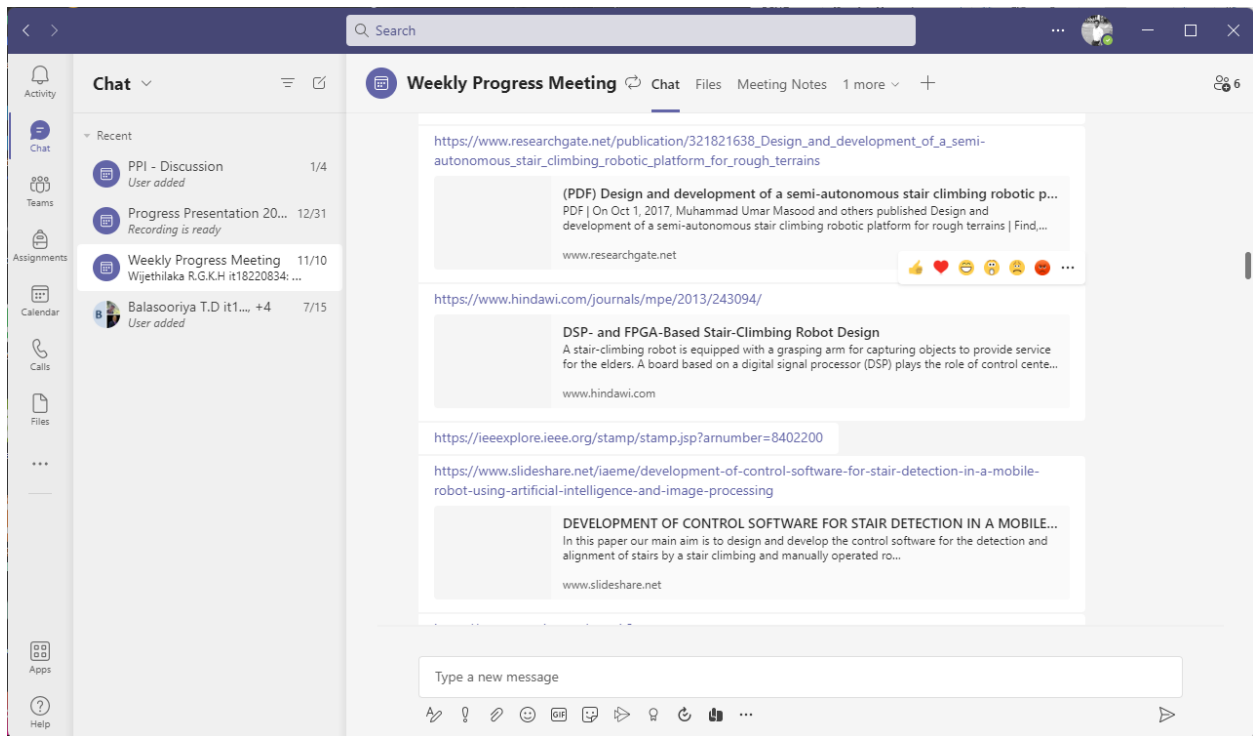 Search
Activity
Chat
Teams
Assignments
Calendar
Calls
Files
Apps
Help
Chat
Recent
PPI - Discussion 1/4
User added
Progress Presentation 20... 12/31
Recording is ready
Weekly Progress Meeting 11/10
Wijethilaka R.G.K.H it18220834: ...
B
Balasooriya T.D it1..., +4 7/15
User added
Weekly Progress Meeting Chat Files Meeting Notes 1 more 6
https://www.researchgate.net/publication/321821638_Design_and_development_of_a_semi-
autonomous_stair_climbing_robotic_platform_for_rough_terrains
(PDF) Design and development of a semi-autonomous stair climbing robotic p...
PDF | On Oct 1, 2017, Muhammad Umar Masood and others published Design and
development of a semi-autonomous stair climbing robotic platform for rough terrains | Find,...
www.researchgate.net
https://www.hindawi.com/journals/mpe/2013/243094/
DSP- and FPGA-Based Stair-Climbing Robot Design
A stair-climbing robot is equipped with a grasping arm for capturing objects to provide service
for the elders. A board based on a digital signal processor (DSP) plays the role of control cente...
www.hindawi.com
https://ieeexplore.ieee.org/stamp/stamp.jsp?arnumber=8402200
https://www.slideshare.net/iaeme/development-of-control-software-for-stair-detection-in-a-mobile-
robot-using-artificial-intelligence-and-image-processing
DEVELOPMENT OF CONTROL SOFTWARE FOR STAIR DETECTION IN A MOBILE...
In this paper our main aim is to design and develop the control software for the detection and
alignment of stairs by a stair climbing and manually operated ro...
www.slideshare.net
Type a new message
GIF